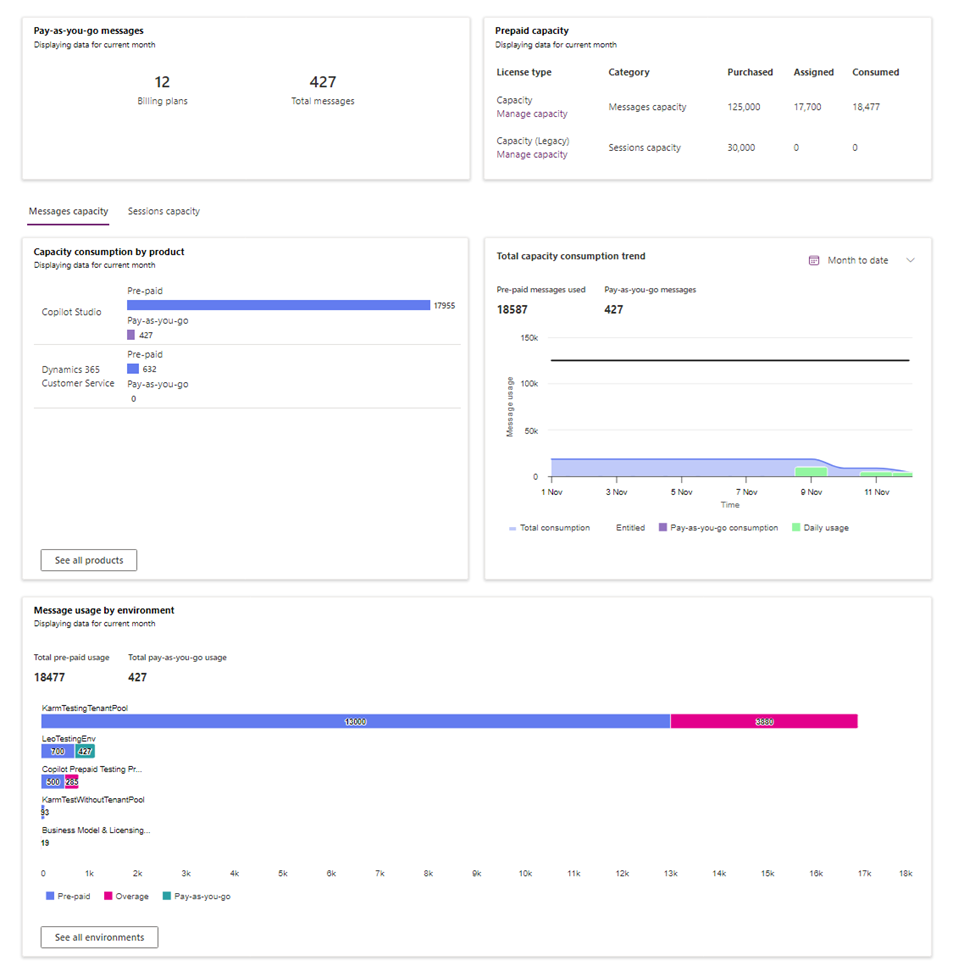 Pay-as-you-go messages
Displaying data for current month
12
427
Billing plans
Total messages
Prepaid capacity
Displaying data for current month
License type Category Purchased Assigned Consumed
Capacity
Manage capacity
Messages capacity 125,000 17,700 18,477
Capacity (Legacy)
Manage capacity
Sessions capacity 30,000 0 0
Messages capacity
Sessions capacity
Capacity consumption by product
Displaying data for current month
Copilot Studio
Pre-paid
17955
Pay-as-you-go
427
Dynamics 365
Customer Service
Pre-paid
632
Pay-as-you-go
0
See all products
Total capacity consumption trend
Month to date
Pre-paid messages used
Pay-as-you-go messages
18587
427
150k
100k
50k
0
Message usage
1 Nov 3 Nov 5 Nov 7 Nov 9 Nov 11 Nov
Time
Total consumption Entitled Pay-as-you-go consumption Daily usage
Message usage by environment
Displaying data for current month
Total pre-paid usage
Total pay-as-you-go usage
18477
427
KarmTestingTenantPool
13000 3880
LeoTestingEnv
700 427
Copilot Prepaid Testing Pr...
500 285
KarmTestWithoutTenantPool
93
Business Model & Licensing...
19
0 1k 2k 3k 4k 5k 6k 7k 8k 9k 10k 11k 12k 13k 14k 15k 16k 17k 18k
Pre-paid Overage Pay-as-you-go
See all environments